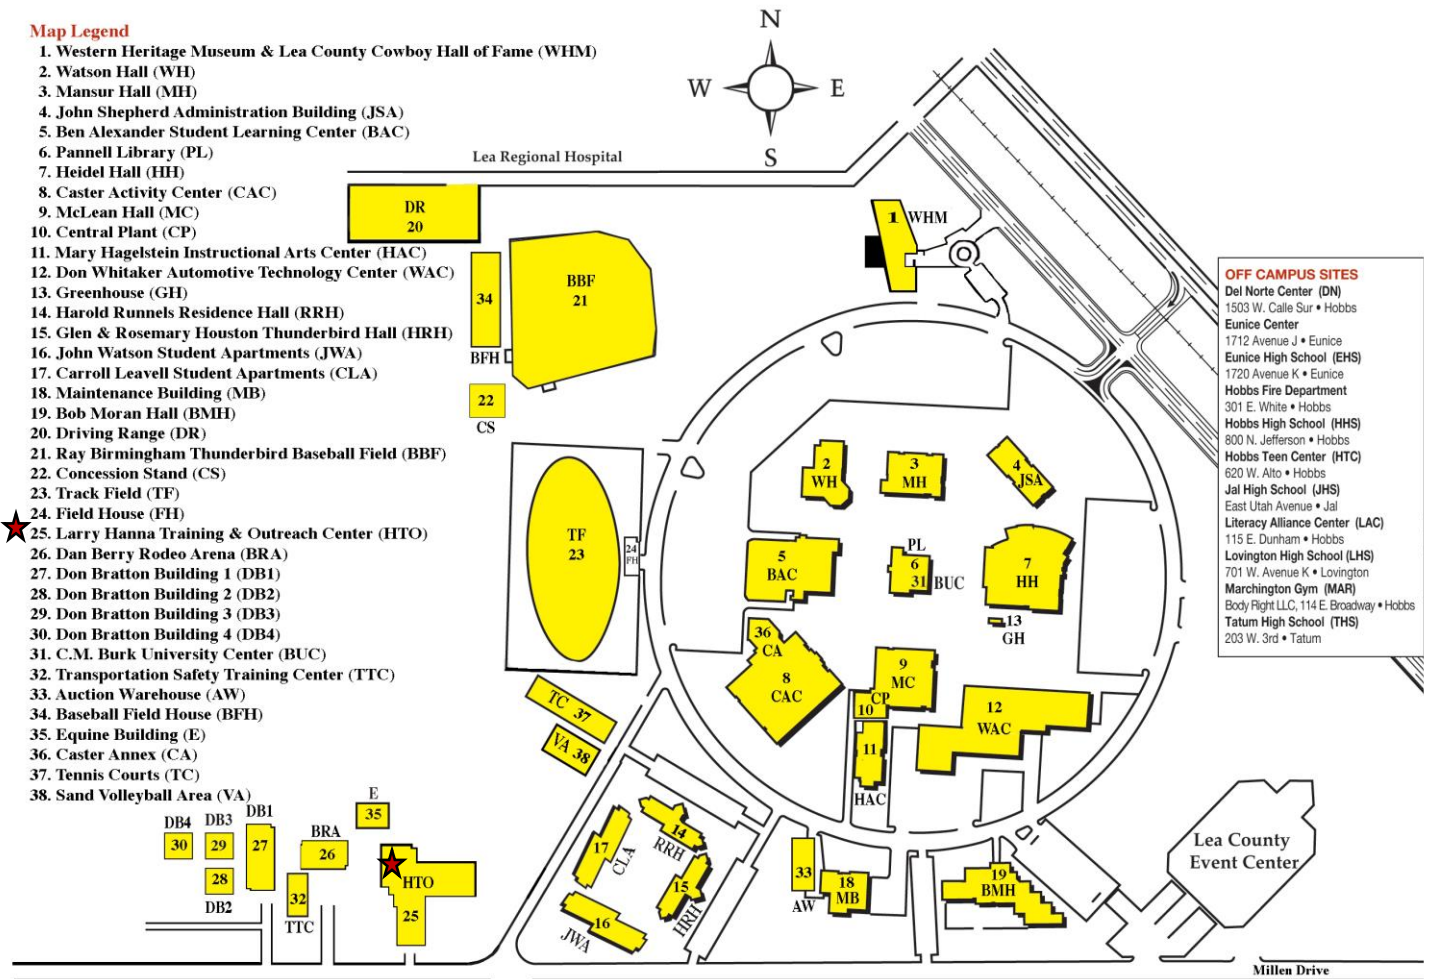 Map Legend
1. Western Heritage Museum & Lea County Cowboy Hall of Fame (WHM)
2. Watson Hall (WH)
3. Mansur Hall (MH)
4. John Shepherd Administration Building (JSA)
5. Ben Alexander Student Learning Center (BAC)
6. Pannell Library (PL)
7. Heidel Hall (HH)
8. Caster Activity Center (CAC)
9. McLean Hall (MC)
10. Central Plant (CP)
11. Mary Hagelstein Instructional Arts Center (HAC)
12. Don Whitaker Automotive Technology Center (WAC)
13. Greenhouse (GH)
14. Harold Runnels Residence Hall (RRH)
15. Glen & Rosemary Houston Thunderbird Hall (HRH)
16. John Watson Student Apartments (JWA)
17. Carroll Leavell Student Apartments (CLA)
18. Maintenance Building (MB)
19. Bob Moran Hall (BMH)
20. Driving Range (DR)
21. Ray Birmingham Thunderbird Baseball Field (BBF)
22. Concession Stand (CS)
23. Track Field (TF)
24. Field House (FH)
25. Larry Hanna Training & Outreach Center (HTO)
26. Dan Berry Rodeo Arena (BRA)
27. Don Bratton Building 1 (DB1)
28. Don Bratton Building 2 (DB2)
29. Don Bratton Building 3 (DB3)
30. Don Bratton Building 4 (DB4)
31. C.M. Burk University Center (BUC)
32. Transportation Safety Training Center (TTC)
33. Auction Warehouse (AW)
34. Baseball Field House (BFH)
35. Equine Building (E)
36. Caster Annex (CA)
37. Tennis Courts (TC)
38. Sand Volleyball Area (VA)
N
W E
S
Lea Regional Hospital
DR
20
1 WHM
34
BFH
BBF
21
22
CS
TF
23
24
FH
2
WH
3
MH
4
JSA
5
BAC
PL
6
31 BUC
7
HH
13
GH
36
CA
8
CAC
9
MC
CP
10
11
HAC
12
WAC
TC 37
VA 38
E
35
DB4
30
DB3
29
28
DB2
DB1
27
BRA
26
32
TTC
HTO
25
17
CLA
14
RRH
15
HRH
16
JWA
33
AW
18
MB
19
BMH
Lea County
Event Center
Millen Drive
OFF CAMPUS SITES
Del Norte Center (DN)
1503 W. Calle Sur • Hobbs
Eunice Center
1712 Avenue J • Eunice
Eunice High School (EHS)
1720 Avenue K • Eunice
Hobbs Fire Department
301 E. White • Hobbs
Hobbs High School (HHS)
800 N. Jefferson • Hobbs
Hobbs Teen Center (HTC)
620 W. Alto • Hobbs
Jal High School (JHS)
East Utah Avenue • Jal
Literacy Alliance Center (LAC)
115 E. Dunham • Hobbs
Lovington High School (LHS)
701 W. Avenue K • Lovington
Marchington Gym (MAR)
Body Right LLC, 114 E. Broadway • Hobbs
Tatum High School (THS)
203 W. 3rd • Tatum